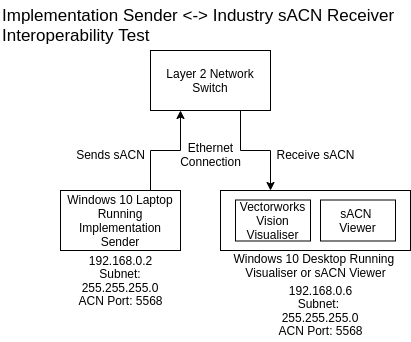 Implementation Sender <-> Industry sACN Receiver
Interoperability Test
Layer 2 Network
Switch
Sends sACN
Ethernet
Connection
Receive sACN
Windows 10 Laptop
Running
Implementation
Sender
192.168.0.2
Subnet:
255.255.255.0
ACN Port: 5568
Vectorworks
Vision
Visualiser
sACN
Viewer
Windows 10 Desktop Running
Visualiser or sACN Viewer
192.168.0.6
Subnet:
255.255.255.0
ACN Port: 5568